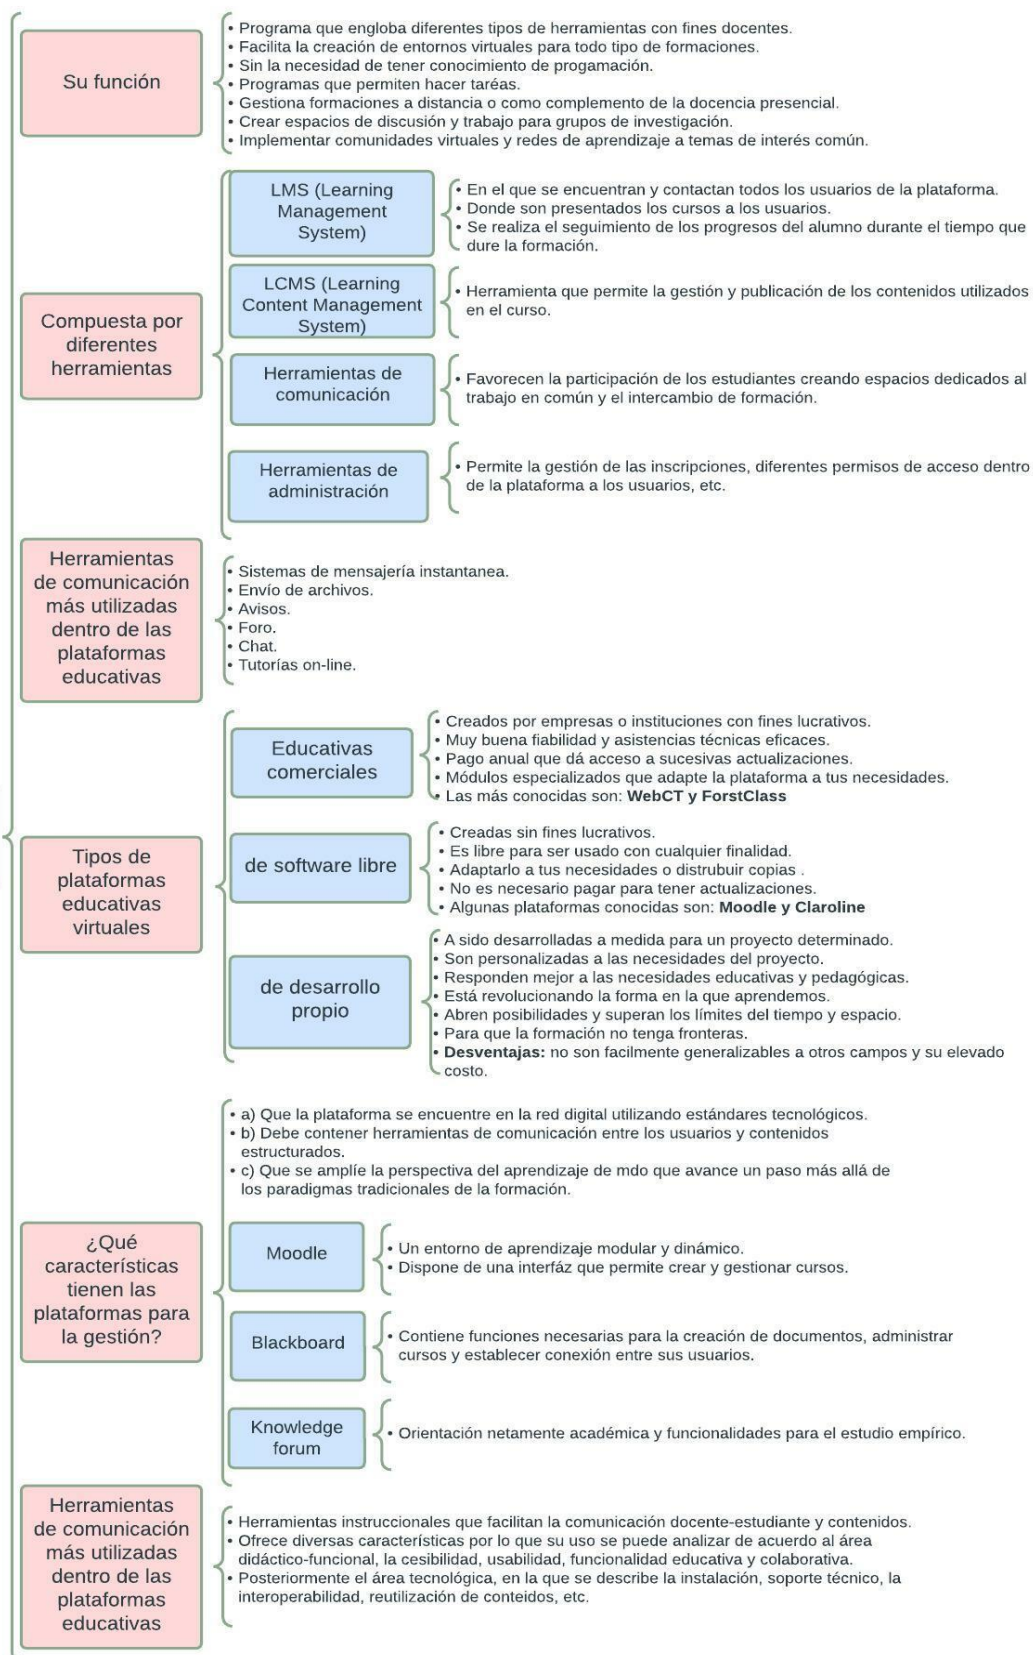 Su función
• Programa que engloba diferentes tipos de herramientas con fines docentes.
• Facilita la creación de entornos virtuales para todo tipo de formaciones.
• Sin la necesidad de tener conocimiento de progamación.
• Programas que permiten hacer taréas.
• Gestiona formaciones a distancia o como complemento de la docencia presencial.
• Crear espacios de discusión y trabajo para grupos de investigación.
• Implementar comunidades virtuales y redes de aprendizaje a temas de interés común.
Compuesta por
diferentes
herramientas
LMS (Learning
Management
System)
• En el que se encuentran y contactan todos los usuarios de la plataforma.
• Donde son presentados los cursos a los usuarios.
• Se realiza el seguimiento de los progresos del alumno durante el tiempo que
dure la formación.
LCMS (Learning
Content Management
System)
• Herramienta que permite la gestión y publicación de los contenidos utilizados
en el curso.
Herramientas de
comunicación
• Favorecen la participación de los estudiantes creando espacios dedicados al
trabajo en común y el intercambio de formación.
Herramientas de
administración
• Permite la gestión de las inscripciones, diferentes permisos de acceso dentro
de la plataforma a los usuarios, etc.
Herramientas
de comunicación
más utilizadas
dentro de las
plataformas
educativas
• Sistemas de mensajería instantanea.
• Envío de archivos.
• Avisos.
• Foro.
• Chat.
• Tutorías on-line.
Tipos de
plataformas
educativas
virtuales
Educativas
comerciales
• Creados por empresas o instituciones con fines lucrativos.
• Muy buena fiabilidad y asistencias técnicas eficaces.
• Pago anual que dá acceso a sucesivas actualizaciones.
• Módulos especializados que adapte la plataforma a tus necesidades.
• Las más conocidas son: WebCT y ForstClass
de software libre
• Creadas sin fines lucrativos.
• Es libre para ser usado con cualquier finalidad.
• Adaptarlo a tus necesidades o distrubuir copias .
• No es necesario pagar para tener actualizaciones.
• Algunas plataformas conocidas son: Moodle y Claroline
de desarrollo
propio
• A sido desarrolladas a medida para un proyecto determinado.
• Son personalizadas a las necesidades del proyecto.
• Responden mejor a las necesidades educativas y pedagógicas.
• Está revolucionando la forma en la que aprendemos.
• Abren posibilidades y superan los límites del tiempo y espacio.
• Para que la formación no tenga fronteras.
• Desventajas: no son facilmente generalizables a otros campos y su elevado
costo.
¿Qué
características
tienen las
plataformas para
la gestión?
• a) Que la plataforma se encuentre en la red digital utilizando estándares tecnológicos.
• b) Debe contener herramientas de comunicación entre los usuarios y contenidos
estructurados.
• c) Que se amplíe la perspectiva del aprendizaje de mdo que avance un paso más allá de
los paradigmas tradicionales de la formación.
Moodle
• Un entorno de aprendizaje modular y dinámico.
• Dispone de una interfáz que permite crear y gestionar cursos.
Blackboard
• Contiene funciones necesarias para la creación de documentos, administrar
cursos y establecer conexión entre sus usuarios.
Knowledge
forum
• Orientación netamente académica y funcionalidades para el estudio empírico.
Herramientas
de comunicación
más utilizadas
dentro de las
plataformas
educativas
• Herramientas instruccionales que facilitan la comunicación docente-estudiante y contenidos.
• Ofrece diversas características por lo que su uso se puede analizar de acuerdo al área
didáctico-funcional, la cesibilidad, usabilidad, funcionalidad educativa y colaborativa.
• Posteriormente el área tecnológica, en la que se describe la instalación, soporte técnico, la
interoperabilidad, reutilización de conteidos, etc.